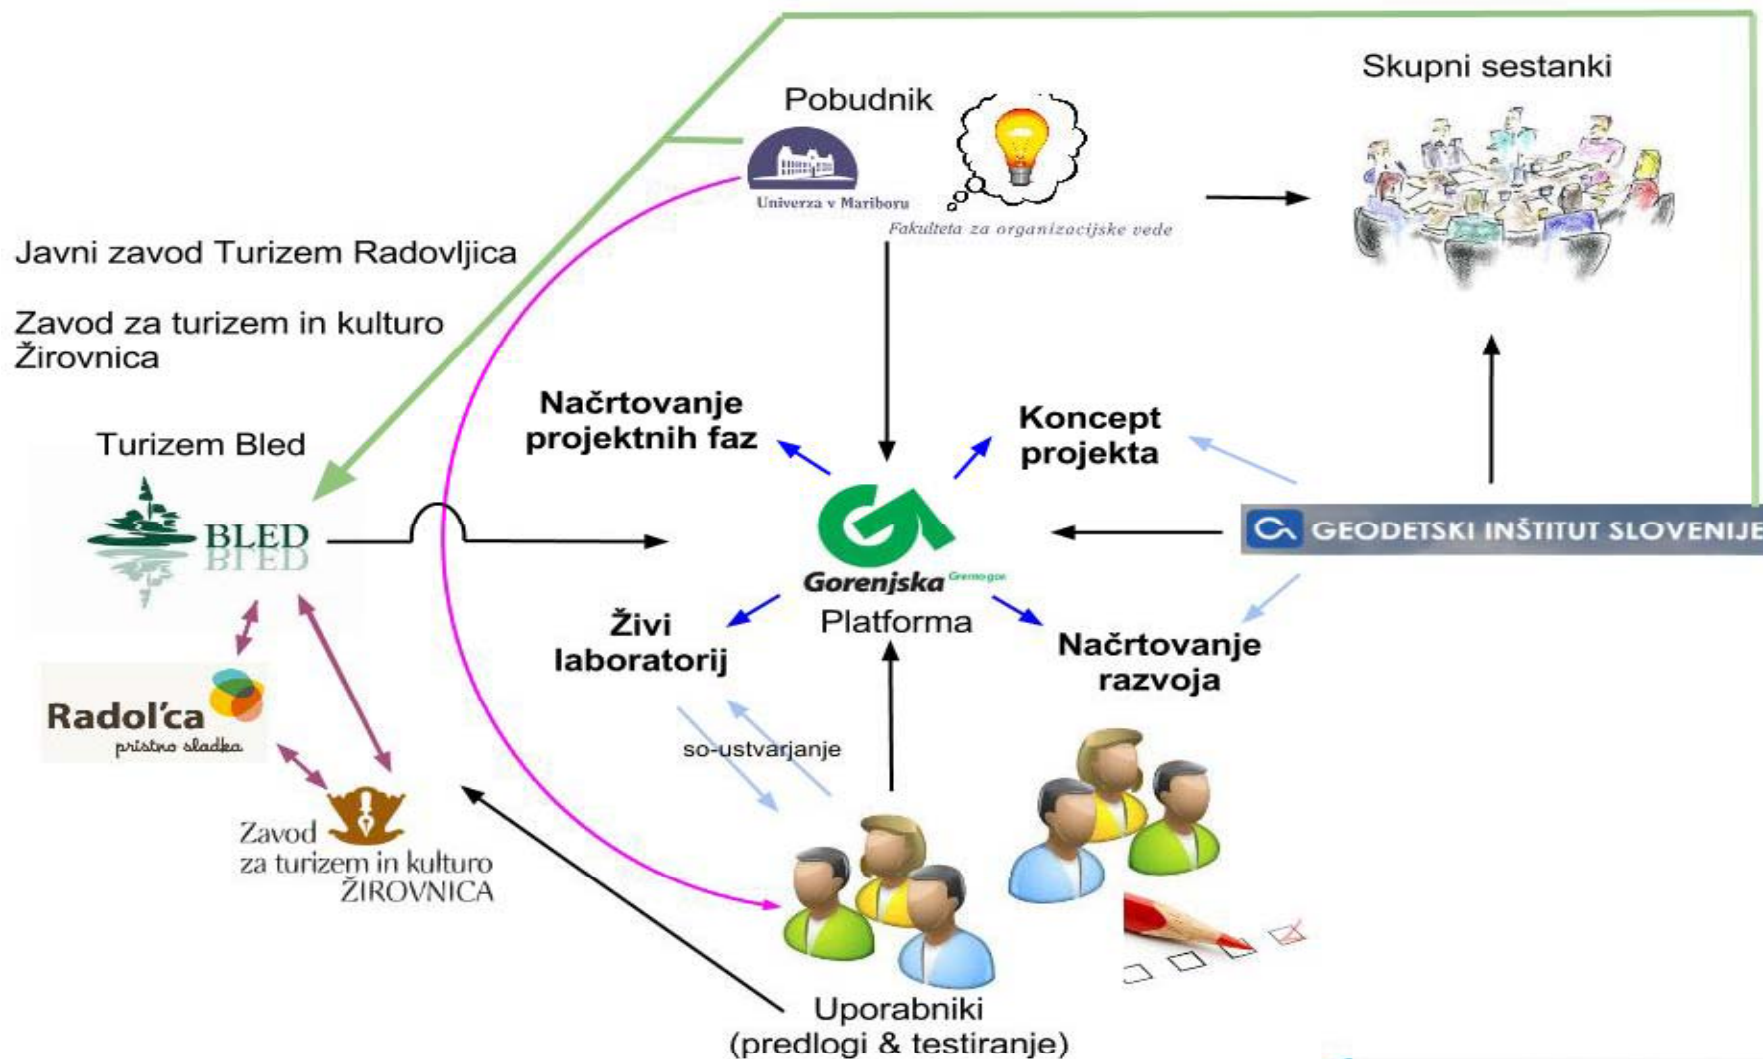 Skupni sestanki
Pobudnik
Univerza v Mariboru
Fakulteta za organizacijske vede
Javni zavod Turizem Radovljica
Zavod za turizem in kulturo
Žirovnica
Turizem Bled
BLED
Načrtovanje
projektnih faz
Koncept
projekta
GEODETSKI INŠTITUT SLOVENIJE
Gorenjska
Platforma
Živi
laboratorij
Načrtovanje
razvoja
Radol'ca
pristno sladka
so-ustvarjanje
Zavod
za turizem in kulturo
ŽIROVNICA
Uporabniki
(predlogi & testiranje)